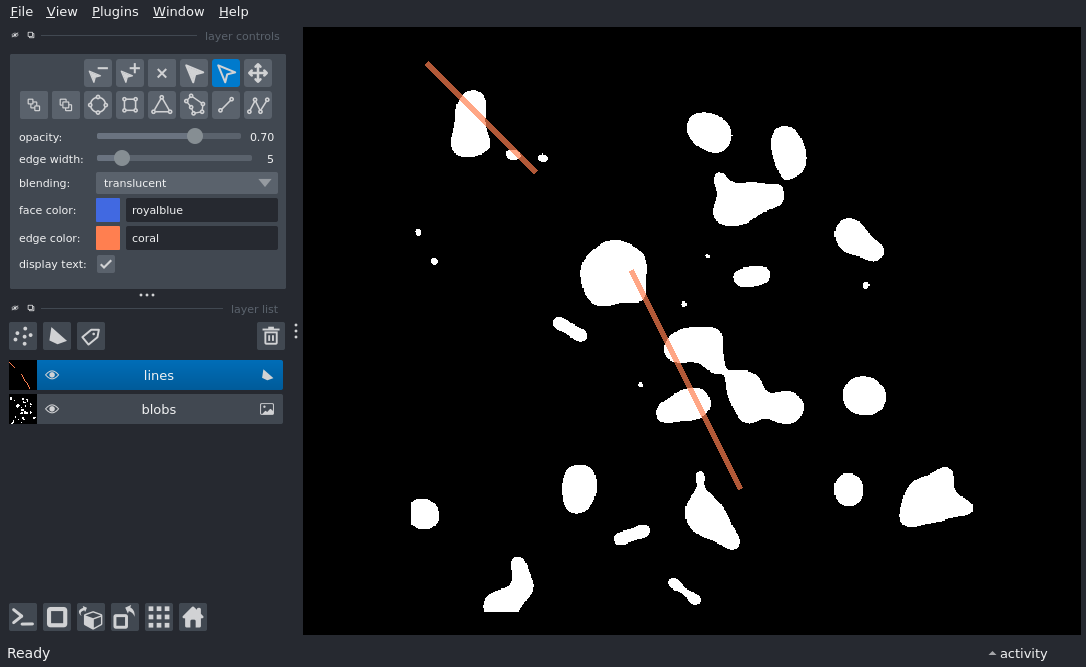 File View Plugins Window Help
layer controls
opacity: 0.70
edge width: 5
blending: translucent
face color: royalblue
edge color: coral
display text:
layer list
lines
blobs
Ready
activity